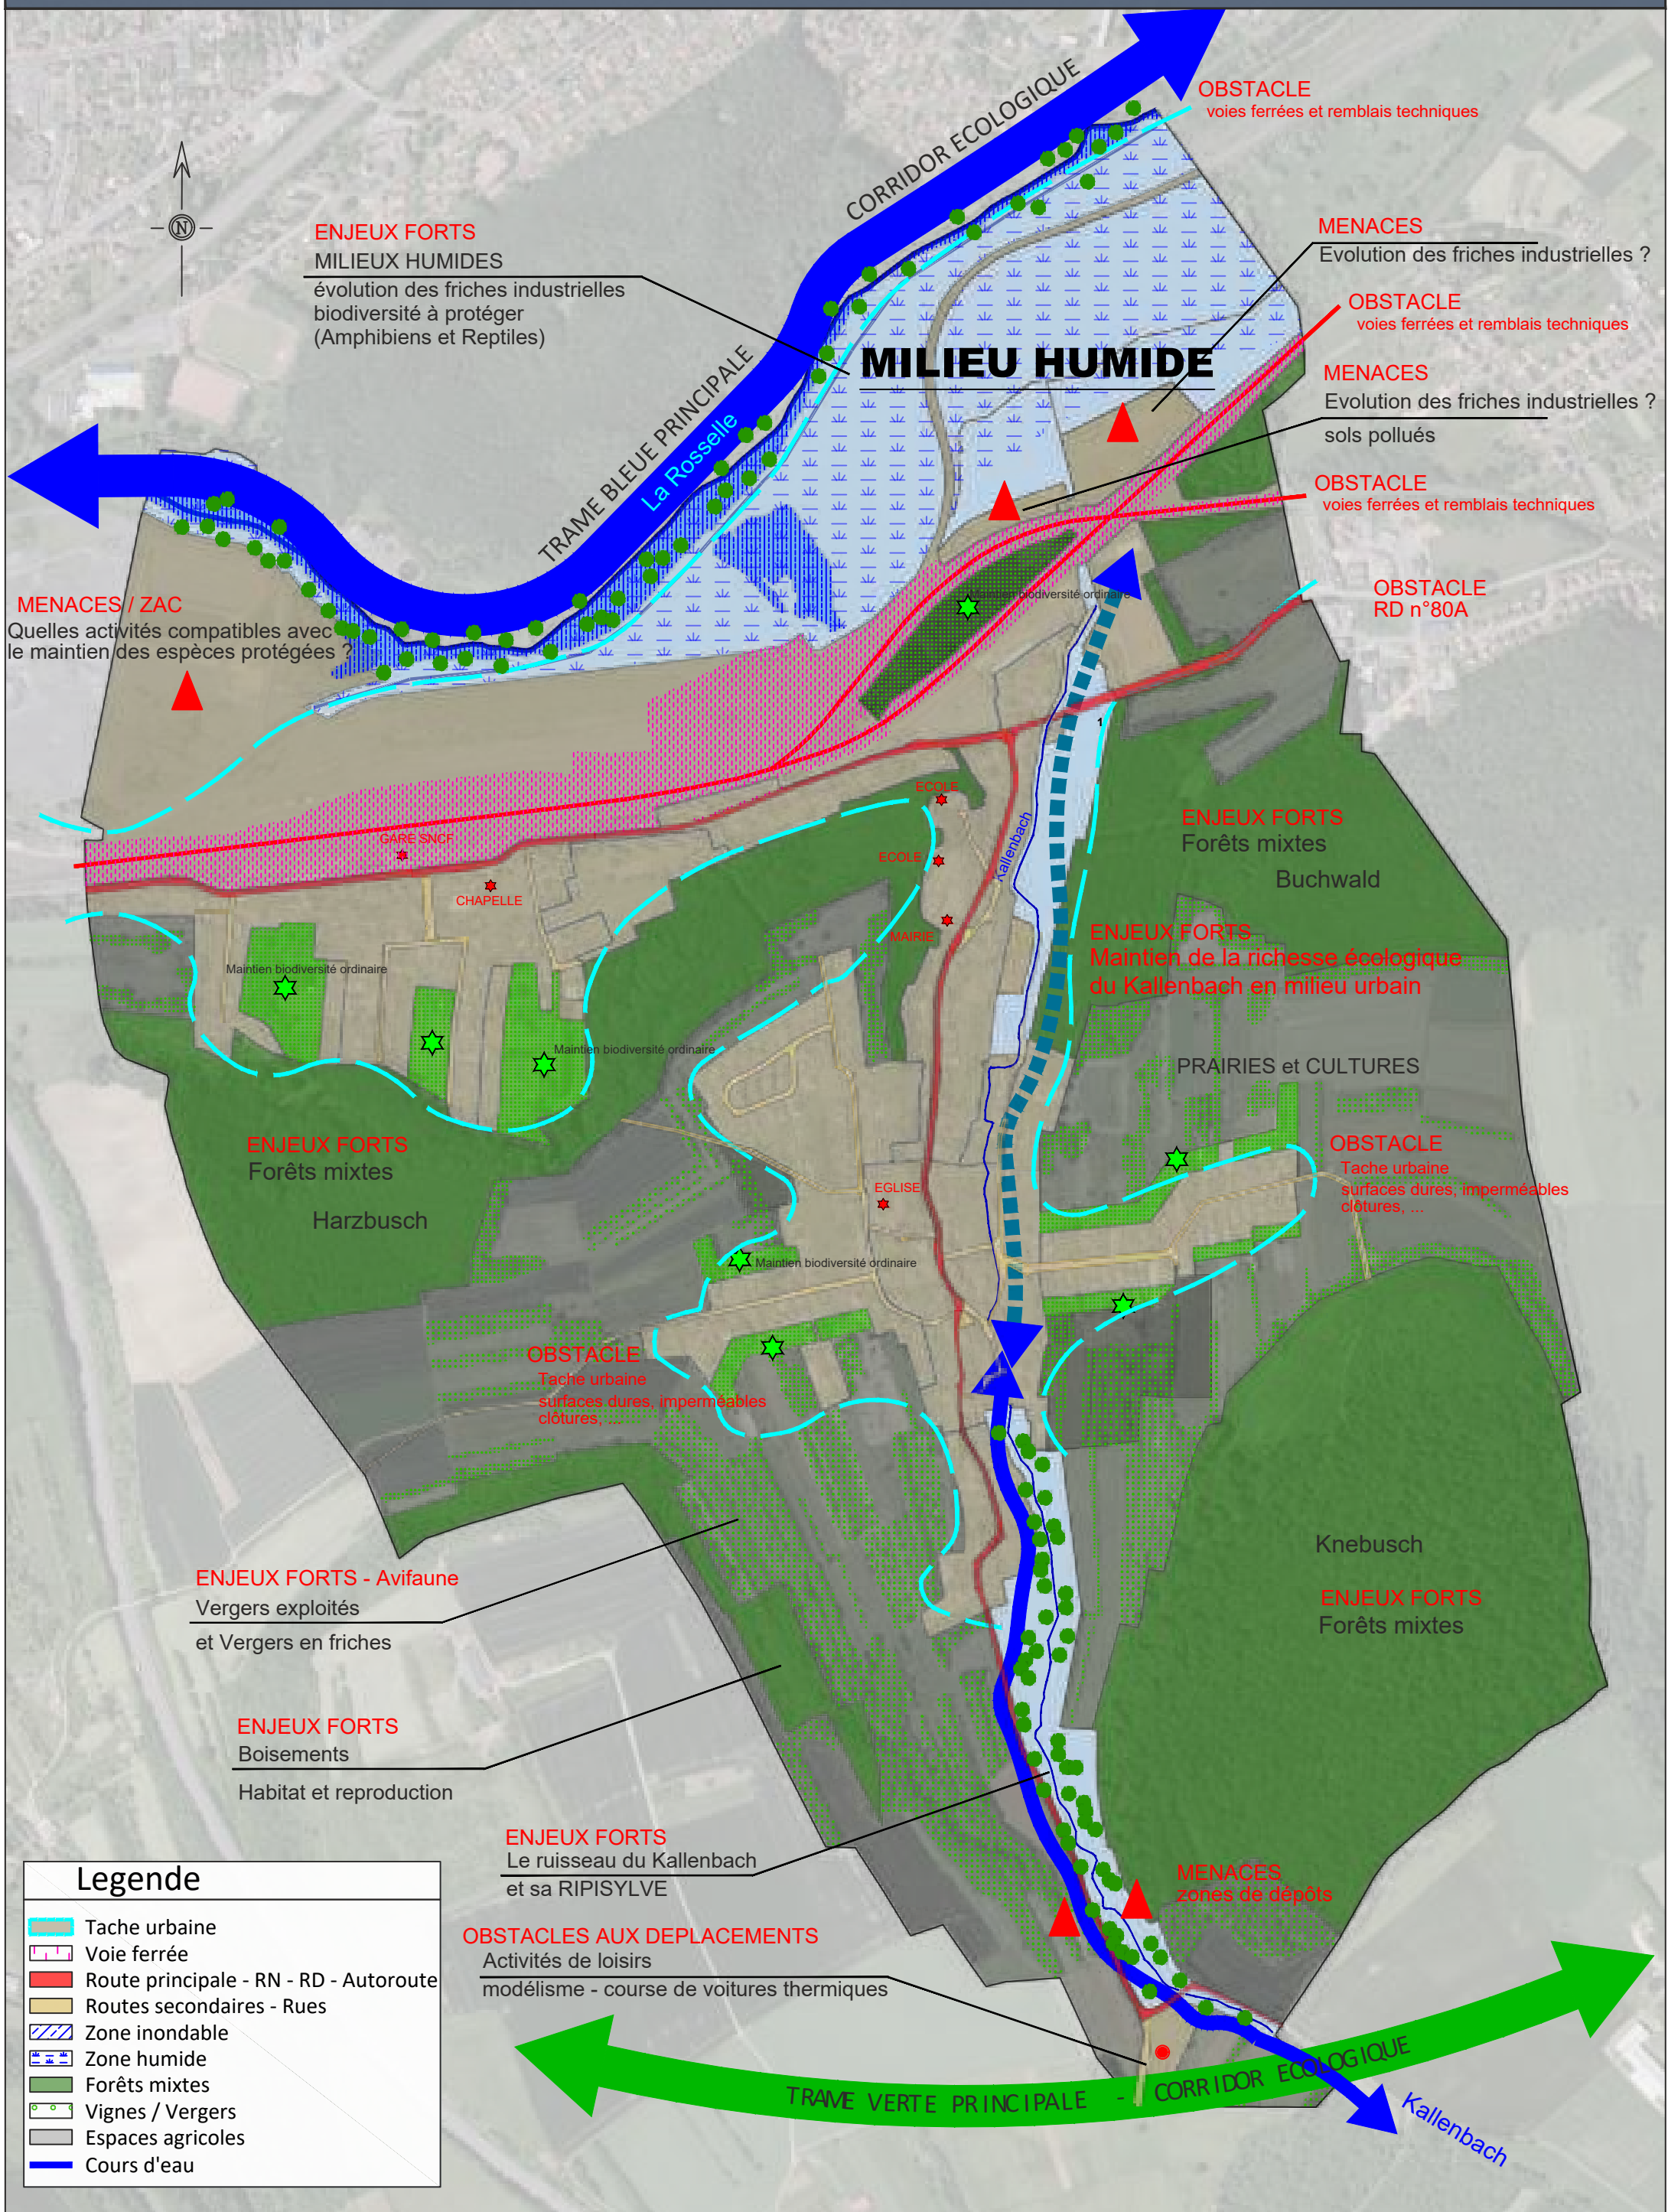 CORRIDOR ECOLOGIQUE
OBSTACLE
voies ferrées et remblais techniques
N
ENJEUX FORTS
MILIEUX HUMIDES
évolution des friches industrielles
biodiversité à protéger
(Amphibiens et Reptiles)
MENACES
Evolution des friches industrielles ?
OBSTACLE
voies ferrées et remblais techniques
MILIEU HUMIDE
MENACES
Evolution des friches industrielles ?
sols pollués
TRAME BLEUE PRINCIPALE
La Rosselle
OBSTACLE
voies ferrées et remblais techniques
OBSTACLE
RD n°80A
MENACES / ZAC
Quelles activités compatibles avec
le maintien des espèces protégées ?
Maintien biodiversité ordinaire
1
ECOLE
ENJEUX FORTS
Forêts mixtes
Buchwald
GARE SNCF
ECOLE
Kallenbach
CHAPELLE
MAIRIE
ENJEUX FORTS
Maintien de la richesse écologique
du Kallenbach en milieu urbain
Maintien biodiversité ordinaire
Maintien biodiversité ordinaire
PRAIRIES et CULTURES
ENJEUX FORTS
Forêts mixtes
Harzbusch
OBSTACLE
Tache urbaine
surfaces dures, imperméables
clôtures, ...
EGLISE
Maintien biodiversité ordinaire
OBSTACLE
Tache urbaine
surfaces dures, imperméables
clôtures, ...
Knebusch
ENJEUX FORTS
Forêts mixtes
ENJEUX FORTS - Avifaune
Vergers exploités
et Vergers en friches
ENJEUX FORTS
Boisements
Habitat et reproduction
ENJEUX FORTS
Le ruisseau du Kallenbach
et sa RIPISYLVE
MENACES
zones de dépôts
OBSTACLES AUX DEPLACEMENTS
Activités de loisirs
modélisme - course de voitures thermiques
TRAME VERTE PRINCIPALE - CORRIDOR ECOLOGIQUE
Kallenbach
Legende
Tache urbaine
Voie ferrée
Route principale - RN - RD - Autoroute
Routes secondaires - Rues
Zone inondable
Zone humide
Forêts mixtes
Vignes / Vergers
Espaces agricoles
Cours d'eau